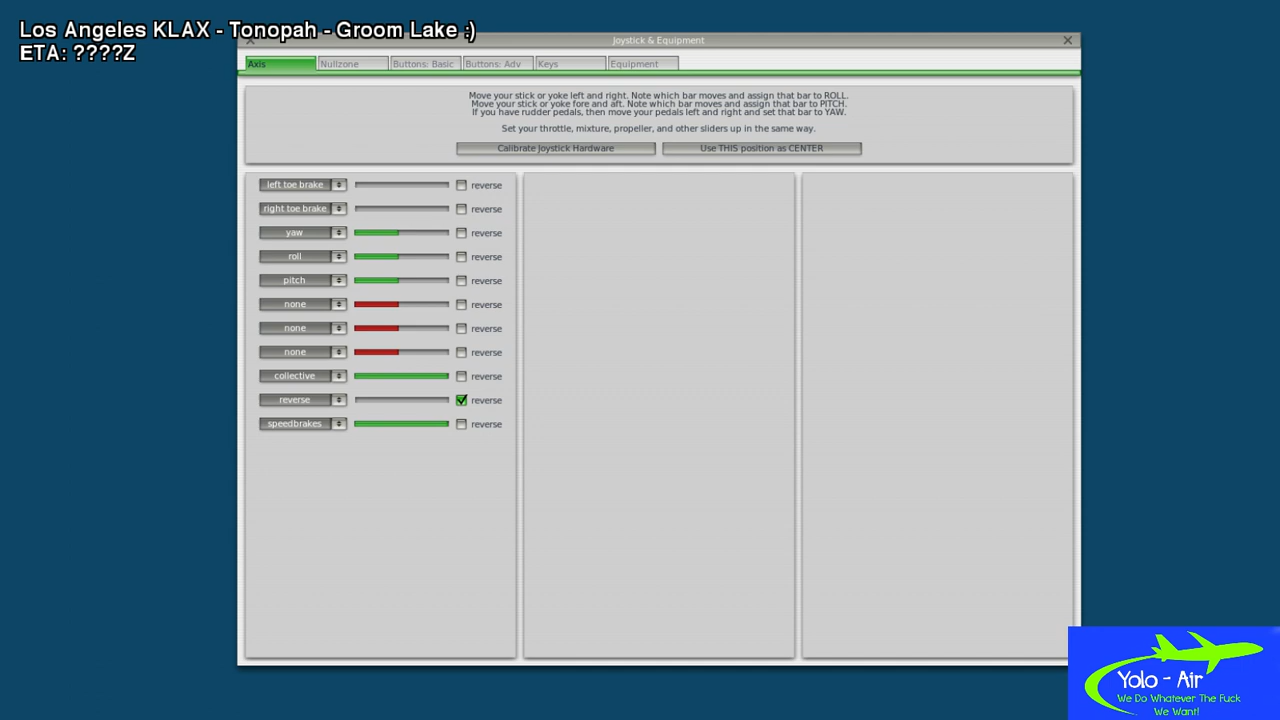 Los Angeles KLAX - Tonopah - Groom Lake :)
ETA: ????Z
Joystick & Equipment
Axis
Nullzone
Buttons: Basic
Buttons: Adv
Keys
Equipment
Move your stick or yoke left and right. Note which bar moves and assign that bar to ROLL.
Move your stick or yoke fore and aft. Note which bar moves and assign that bar to PITCH.
If you have rudder pedals, then move your pedals left and right and set that bar to YAW.
Set your throttle, mixture, propeller, and other sliders up in the same way.
Calibrate Joystick Hardware
Use THIS position as CENTER
left toe brake reverse
right toe brake reverse
yaw reverse
roll reverse
pitch reverse
none reverse
none reverse
none reverse
collective reverse
reverse reverse
speedbrakes reverse
Yolo - Air
We Do Whatever The Fuck
We Want!